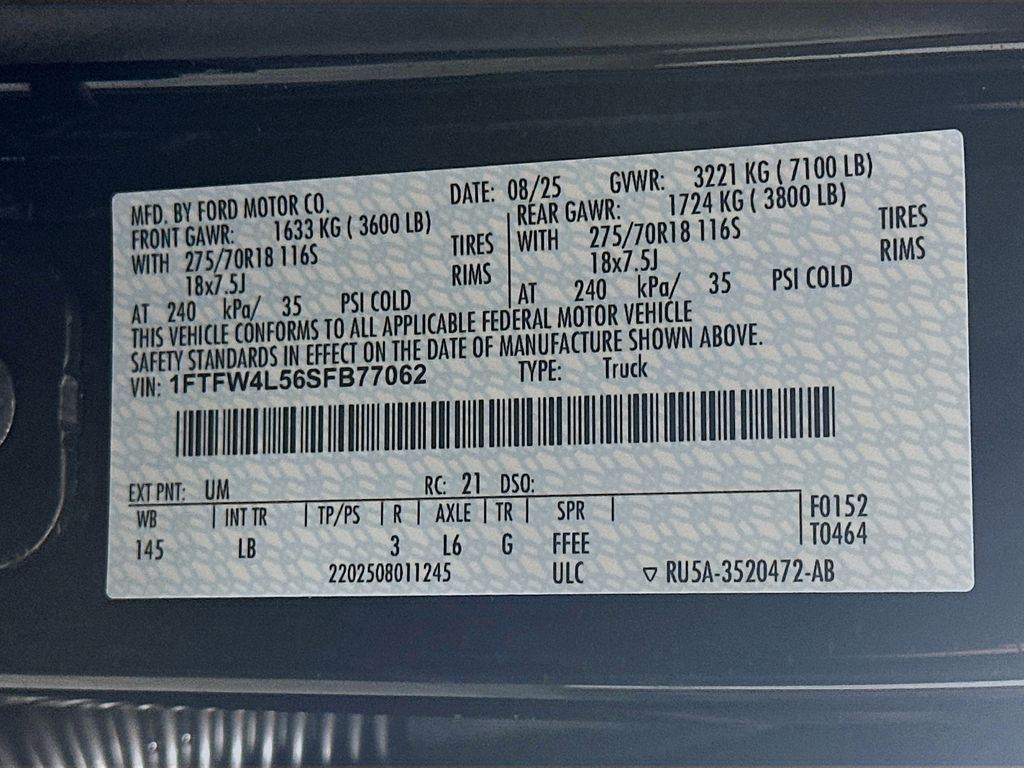 MFD. BY FORD MOTOR CO. DATE: 08/25 GVWR: 3221 KG ( 7100 LB)
FRONT GAWR: 1633 KG ( 3600 LB) REAR GAWR: 1724 KG ( 3800 LB)
WITH 275/70R18 116S TIRES WITH 275/70R18 116S TIRES
18x7.5J RIMS 18x7.5J RIMS
AT 240 kPa/ 35 PSI COLD AT 240 kPa/ 35 PSI COLD
THIS VEHICLE CONFORMS TO ALL APPLICABLE FEDERAL MOTOR VEHICLE
SAFETY STANDARDS IN EFFECT ON THE DATE OF MANUFACTURE SHOWN ABOVE.
VIN: 1FTFW4L56SFB77062 TYPE: Truck
EXT PNT: UM RC: 21 DSO:
WB INT TR TP/PS R AXLE TR SPR F0152
145 LB 3 L6 G FFEE T0464
2202508011245 ULC ▽ RU5A-3520472-AB